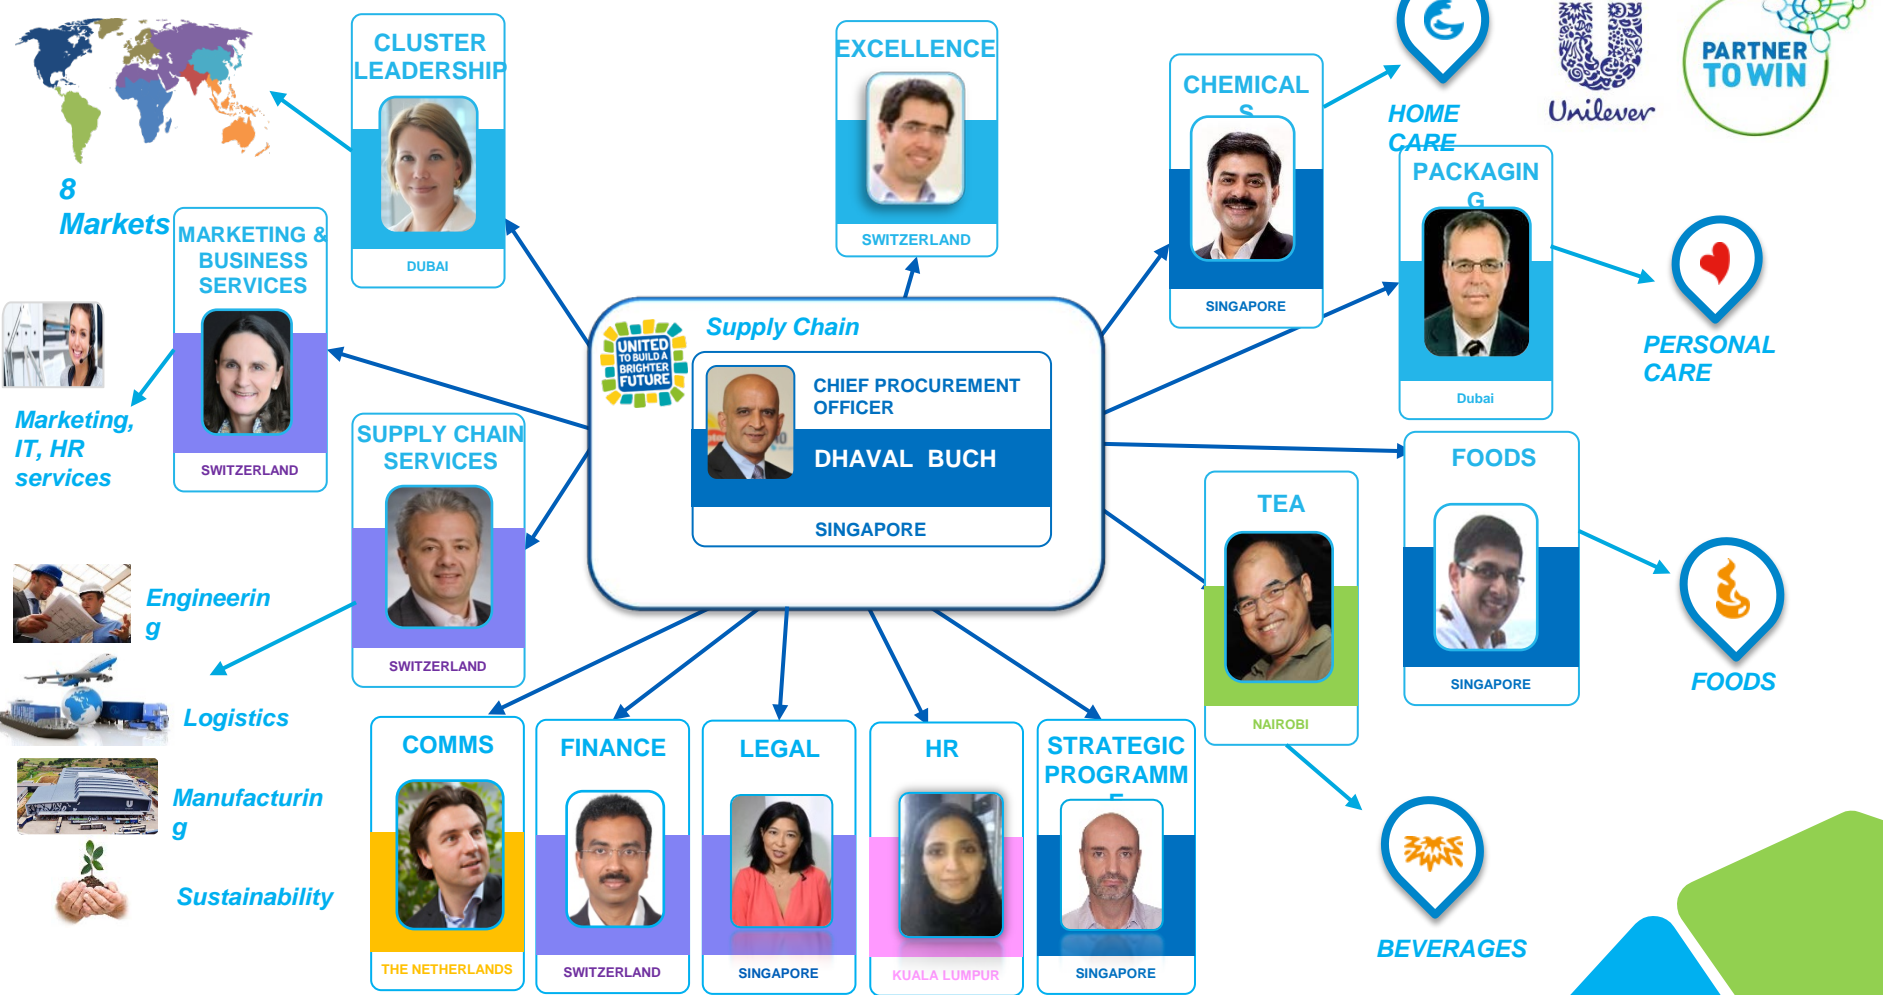 CLUSTER
LEADERSHIP
DUBAI
8
Markets
MARKETING &
BUSINESS
SERVICES
SWITZERLAND
Marketing,
IT, HR
services
SUPPLY CHAIN
SERVICES
SWITZERLAND
Engineerin
g
Logistics
Manufacturin
g
Sustainability
EXCELLENCE
SWITZERLAND
UNITED
TO BUILD A
BRIGHTER
FUTURE
Supply Chain
CHIEF PROCUREMENT
OFFICER
DHAVAL BUCH
SINGAPORE
CHEMICAL
S
SINGAPORE
HOME
CARE
Unilever
PARTNER
TO WIN
PACKAGIN
G
Dubai
PERSONAL
CARE
FOODS
SINGAPORE
FOODS
TEA
NAIROBI
BEVERAGES
COMMS
THE NETHERLANDS
FINANCE
SWITZERLAND
LEGAL
SINGAPORE
HR
KUALA LUMPUR
STRATEGIC
PROGRAMM
E
SINGAPORE